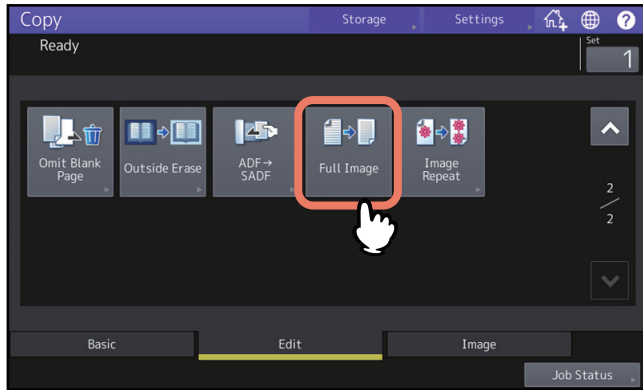 Copy
Storage
Settings
?
Ready
Set
1
Omit Blank
Page
Outside Erase
ADF→
SADF
Full Image
Image
Repeat
2
2
Basic
Edit
Image
Job Status